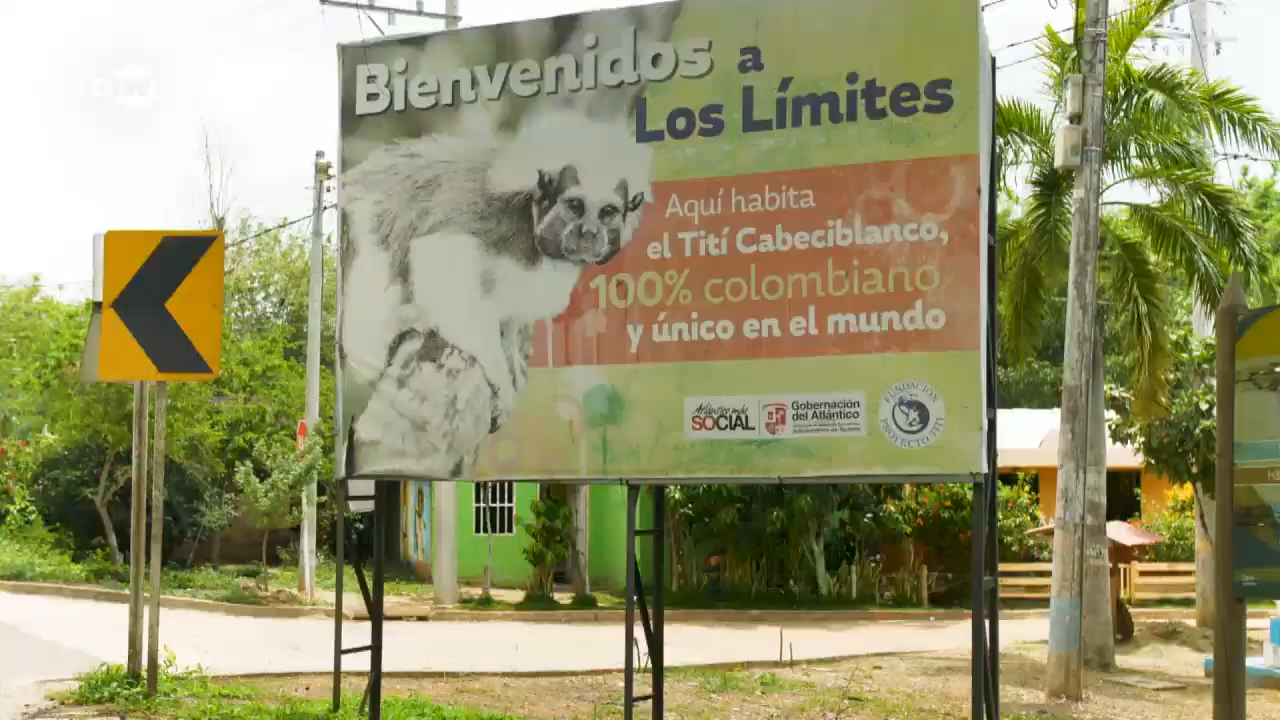 Bienvenidos a
Los Límites
Aquí habita
el Tití Cabeciblanco,
100% colombiano
y único en el mundo
Atlántico más
SOCIAL
Gobernación
del Atlántico
FUNDACIÓN
PROYECTO TITÍ